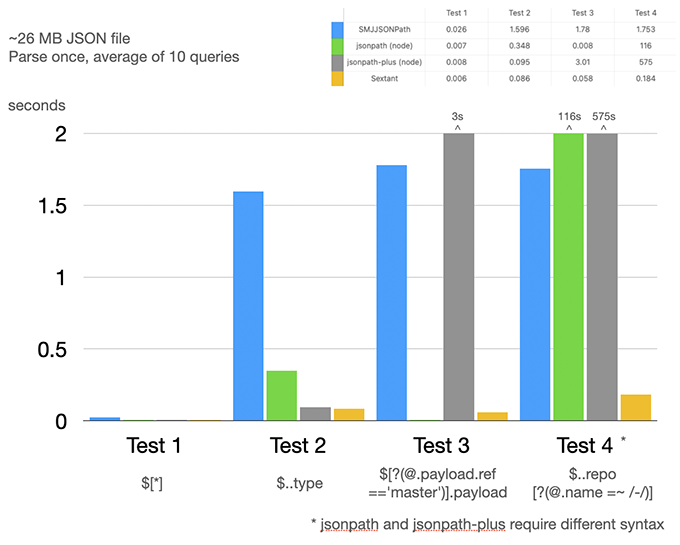 ~26 MB JSON file
Parse once, average of 10 queries
Test 1 Test 2 Test 3 Test 4
SMJJSONPath 0.026 1.596 1.78 1.753
jsonpath (node) 0.007 0.348 0.008 116
jsonpath-plus (node) 0.008 0.095 3.01 575
Sextant 0.006 0.086 0.058 0.184
seconds
3s 116s 575s
^ ^ ^
2
1.5
1
0.5
0
Test 1 Test 2 Test 3 Test 4 *
$[*] $..type $[?(@.payload.ref $..repo
=='master')].payload [?(@.name =~ /-/)]
* jsonpath and jsonpath-plus require different syntax